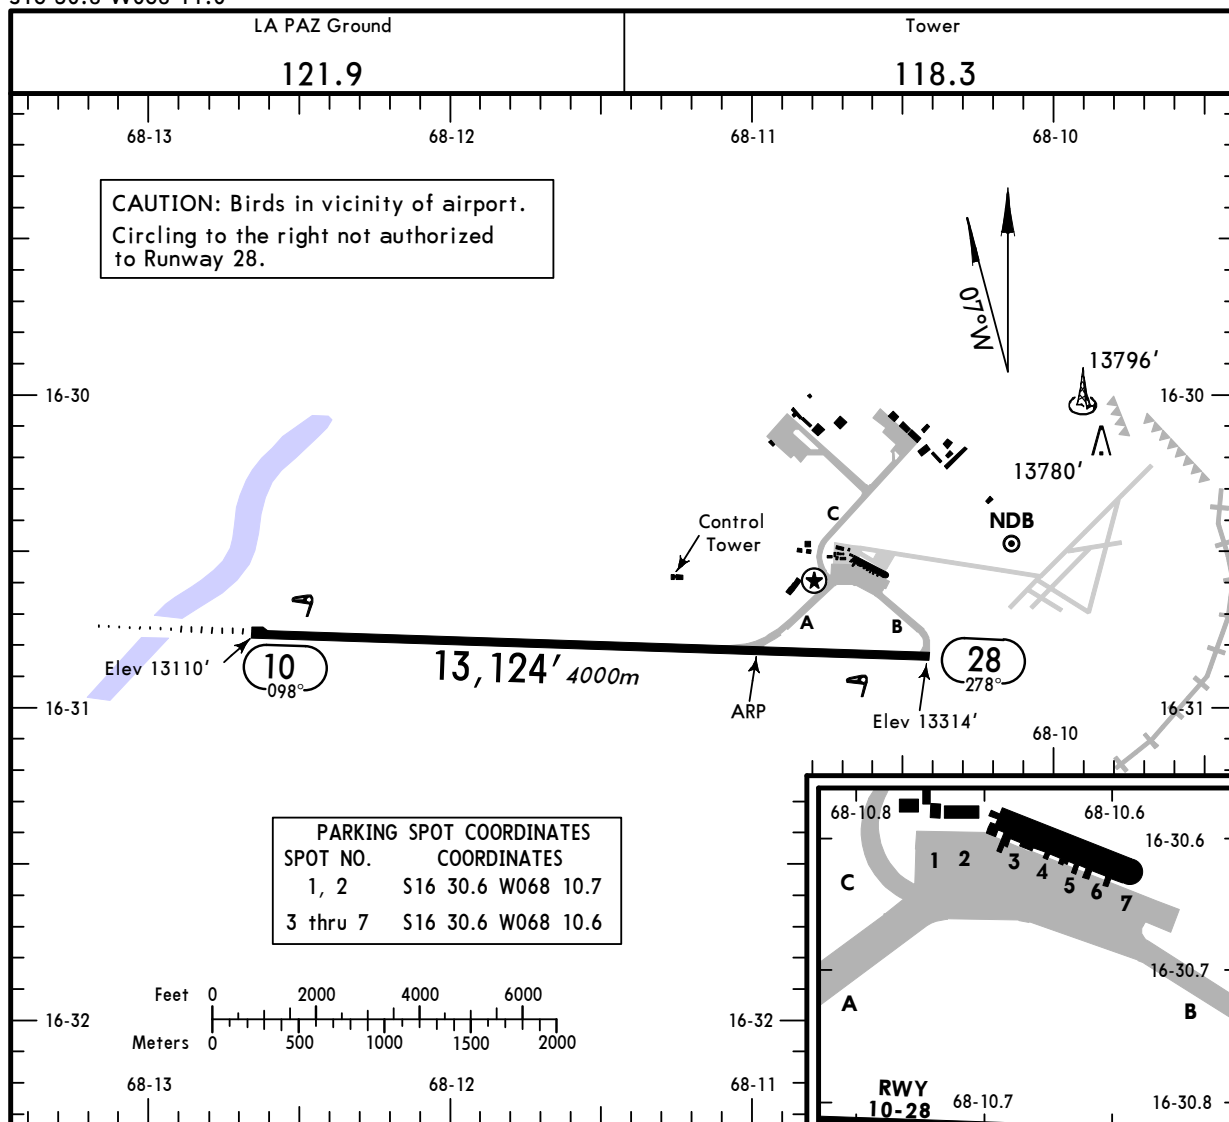 LA PAZ Ground
Tower
121.9
118.3
68-13
68-12
68-11
68-10
CAUTION: Birds in vicinity of airport.
Circling to the right not authorized
to Runway 28.
07°W
13796'
16-30
16-30
13780'
C
NDB
Control
Tower
A
B
Elev 13110'
10
098°
13,124' 4000m
28
278°
ARP
Elev 13314'
16-31
16-31
68-10
PARKING SPOT COORDINATES
SPOT NO. COORDINATES
1, 2 S16 30.6 W068 10.7
3 thru 7 S16 30.6 W068 10.6
68-10.8
68-10.6
16-30.6
1 2 3 4 5 6 7
C
16-30.7
A
B
Feet 0 2000 4000 6000
Meters 0 500 1000 1500 2000
16-32
16-32
68-13
68-12
68-11
RWY
10-28
68-10.7
16-30.8